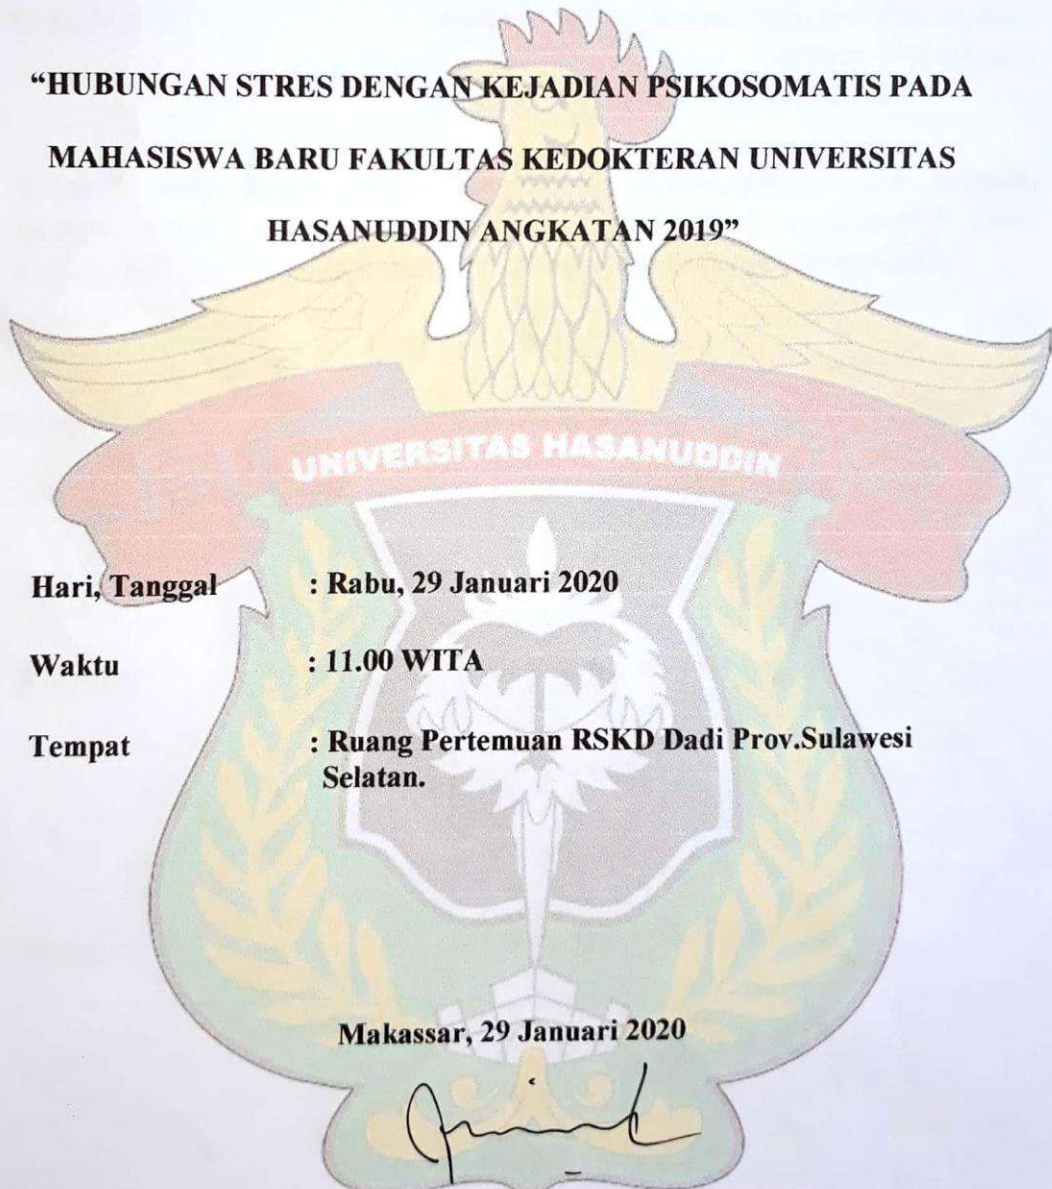 “HUBUNGAN STRES DENGAN KEJADIAN PSIKOSOMATIS PADA
MAHASISWA BARU FAKULTAS KEDOKTERAN UNIVERSITAS
HASANUDDIN ANGKATAN 2019”
UNIVERSITAS HASANUDDIN
Hari, Tanggal : Rabu, 29 Januari 2020
Waktu : 11.00 WITA
Tempat : Ruang Pertemuan RSKD Dadi Prov.Sulawesi
Selatan.
Makassar, 29 Januari 2020